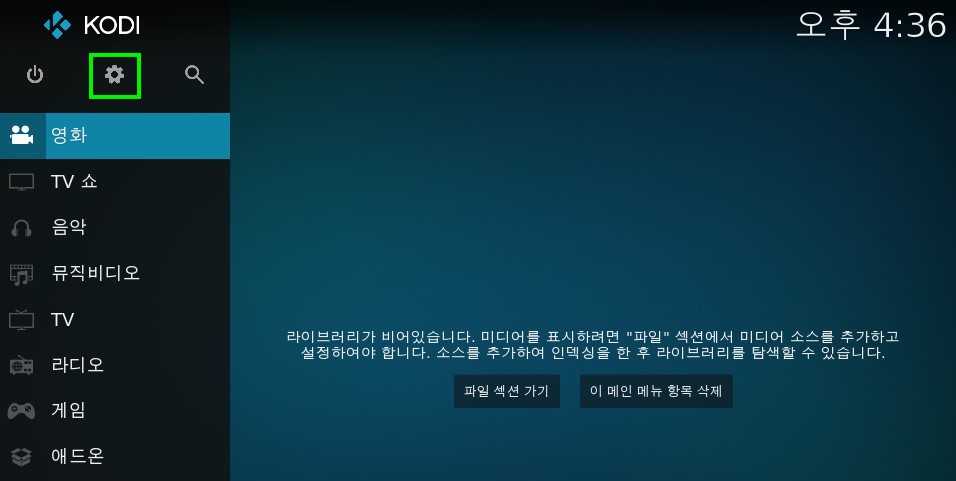 KODI
오후 4:36
영화
TV 쇼
음악
뮤직비디오
TV
라디오
게임
애드온
라이브러리가 비어있습니다. 미디어를 표시하려면 "파일" 섹션에서 미디어 소스를 추가하고
설정하여야 합니다. 소스를 추가하여 인덱싱을 한 후 라이브러리를 탐색할 수 있습니다.
파일 섹션 가기
이 메인 메뉴 항목 삭제